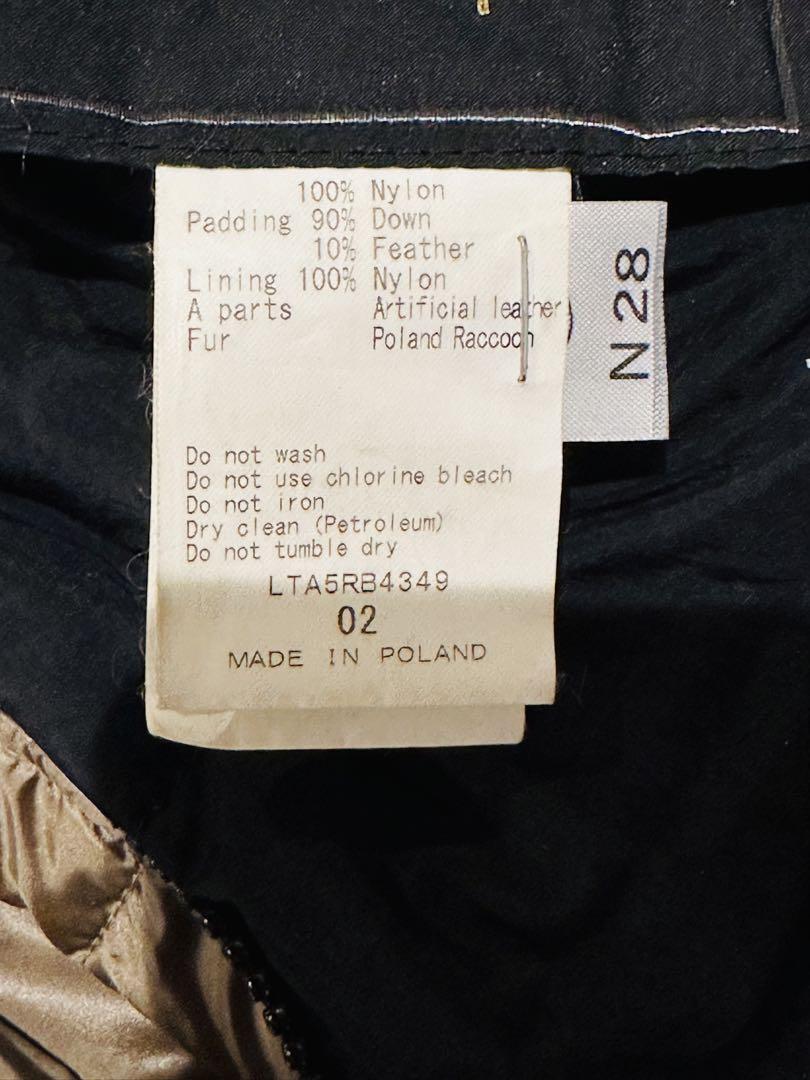 100% Nylon
Padding 90% Down
10% Feather
Lining 100% Nylon
A parts Artificial leather
Fur Poland Raccoon
Do not wash
Do not use chlorine bleach
Do not iron
Dry clean (Petroleum)
Do not tumble dry
LTA5RB4349
02
MADE IN POLAND
N28